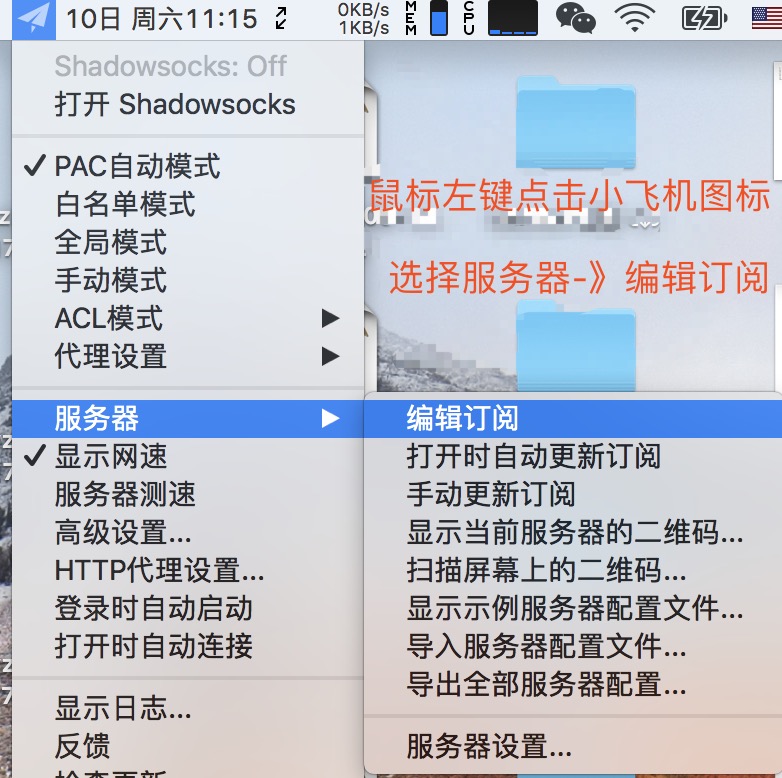 10日 周六11:15
0KB/s
1KB/s
MEM
CPU
Shadowsocks: Off
打开 Shadowsocks
PAC自动模式
白名单模式
全局模式
手动模式
ACL模式
代理设置
鼠标左键点击小飞机图标
选择服务器-》编辑订阅
服务器
显示网速
服务器测速
高级设置...
HTTP代理设置...
登录时自动启动
打开时自动连接
显示日志...
反馈
检查更新
编辑订阅
打开时自动更新订阅
手动更新订阅
显示当前服务器的二维码...
扫描屏幕上的二维码...
显示示例服务器配置文件...
导入服务器配置文件...
导出全部服务器配置...
服务器设置...